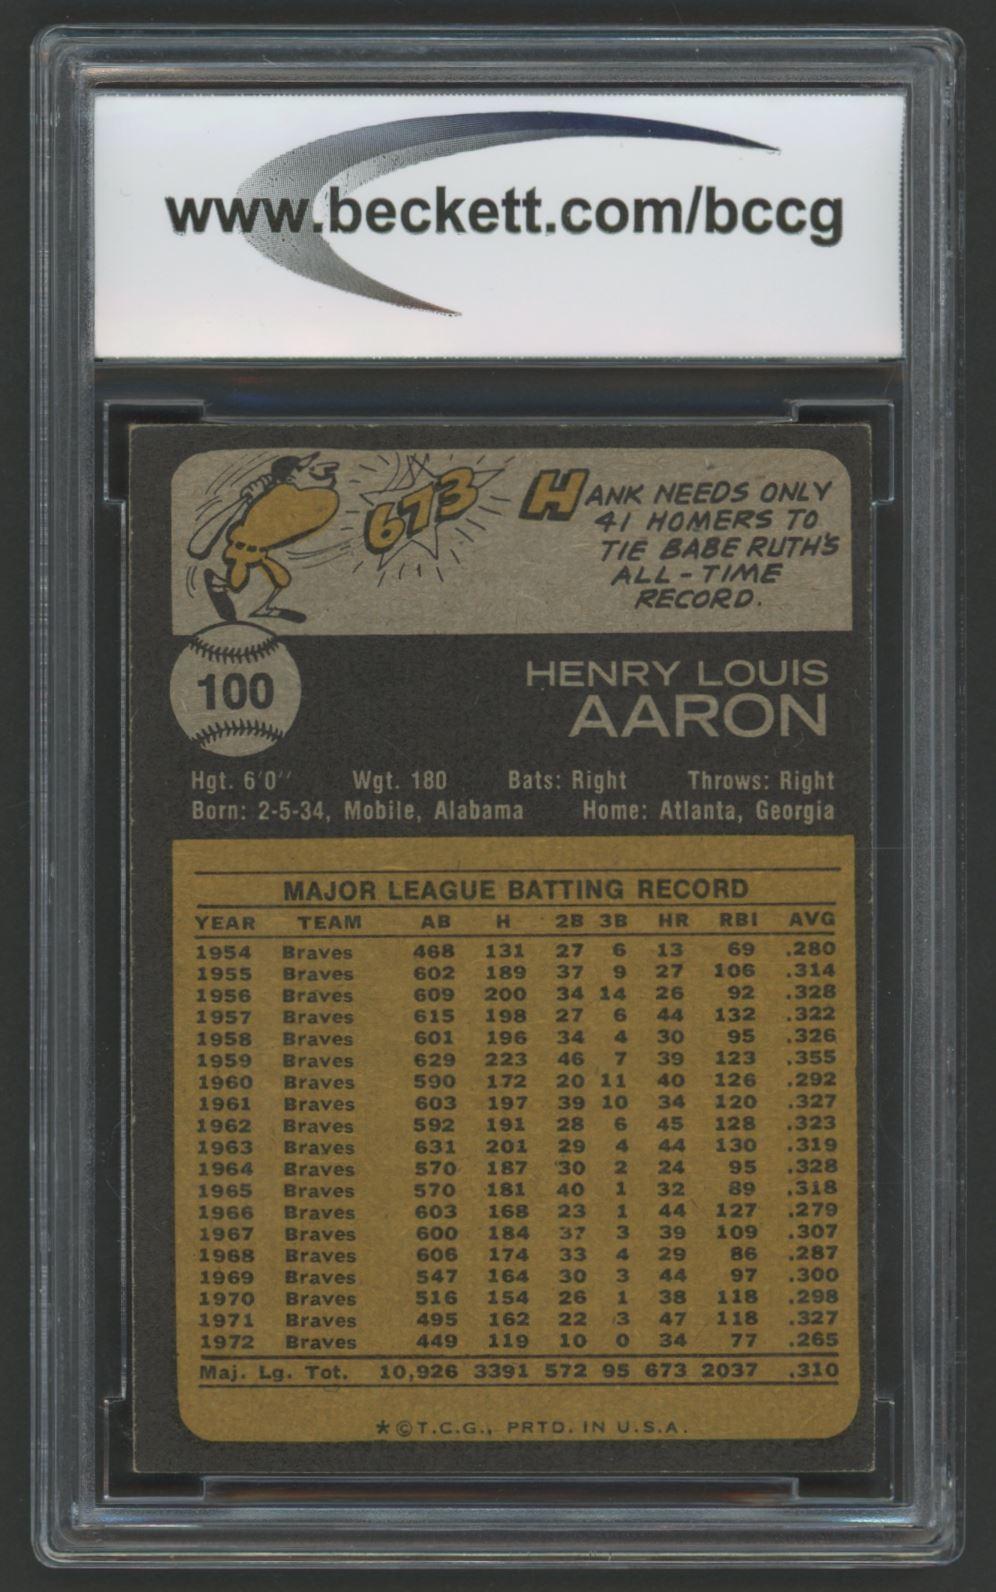 www.beckett.com/bccg
673
HANK NEEDS ONLY
41 HOMERS TO
TIE BABE RUTH'S
ALL-TIME
RECORD.
100
HENRY LOUIS
AARON
Hgt. 6'0" Wgt. 180 Bats: Right Throws: Right
Born: 2-5-34, Mobile, Alabama Home: Atlanta, Georgia
MAJOR LEAGUE BATTING RECORD
YEAR TEAM AB H 2B 3B HR RBI AVG
1954 Braves 468 131 27 6 13 69 .280
1955 Braves 602 189 37 9 27 106 .314
1956 Braves 609 200 34 14 26 92 .328
1957 Braves 615 198 27 6 44 132 .322
1958 Braves 601 196 34 4 30 95 .326
1959 Braves 629 223 46 7 39 123 .355
1960 Braves 590 172 20 11 40 126 .292
1961 Braves 603 197 39 10 34 120 .327
1962 Braves 592 191 28 6 45 128 .323
1963 Braves 631 201 29 4 44 130 .319
1964 Braves 570 187 30 2 24 95 .328
1965 Braves 570 181 40 1 32 89 .318
1966 Braves 603 168 23 1 44 127 .279
1967 Braves 600 184 37 3 39 109 .307
1968 Braves 606 174 33 4 29 86 .287
1969 Braves 547 164 30 3 44 97 .300
1970 Braves 516 154 26 1 38 118 .298
1971 Braves 495 162 22 3 47 118 .327
1972 Braves 449 119 10 0 34 77 .265
Maj. Lg. Tot. 10,926 3391 572 95 673 2037 .310
*©T.C.G., PRTD. IN U.S.A.